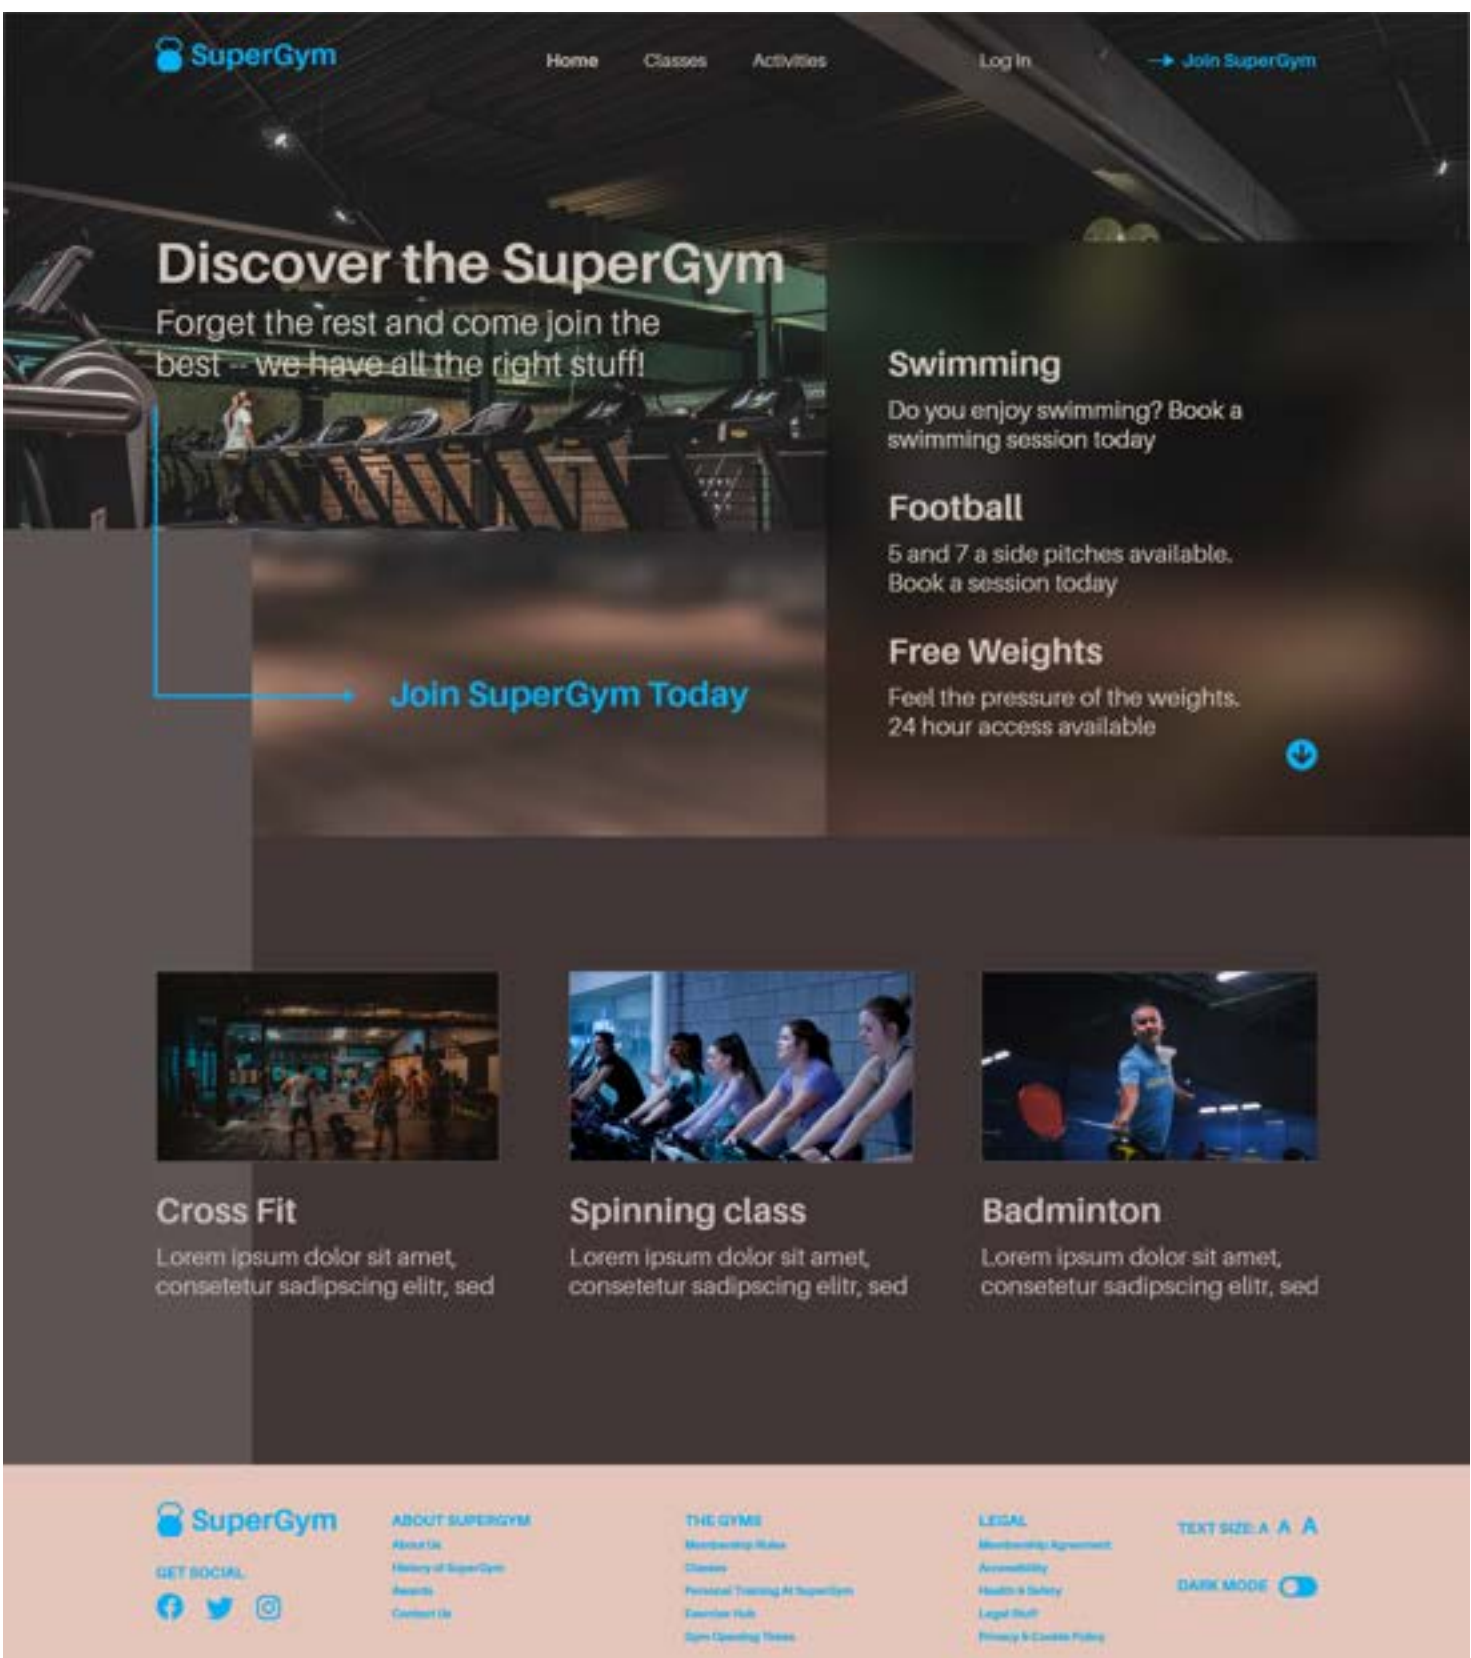 SuperGym
Home Classes Activities Log In Join SuperGym
Discover the SuperGym
Forget the rest and come join the
best – we have all the right stuff!
Join SuperGym Today
Swimming
Do you enjoy swimming? Book a
swimming session today
Football
5 and 7 a side pitches available.
Book a session today
Free Weights
Feel the pressure of the weights.
24 hour access available
Cross Fit
Lorem ipsum dolor sit amet,
consetetur sadipscing elitr, sed
Spinning class
Lorem ipsum dolor sit amet,
consetetur sadipscing elitr, sed
Badminton
Lorem ipsum dolor sit amet,
consetetur sadipscing elitr, sed
SuperGym
GET SOCIAL
ABOUT SUPERGYM
About Us
History of SuperGym
Awards
Contact Us
THE GYMS
Membership Rules
Classes
Personal Training At SuperGym
Exercise Hub
Gym Opening Times
LEGAL
Membership Agreement
Accessibility
Health & Safety
Legal Stuff
Privacy & Cookie Policy
TEXT SIZE: A A A
DARK MODE